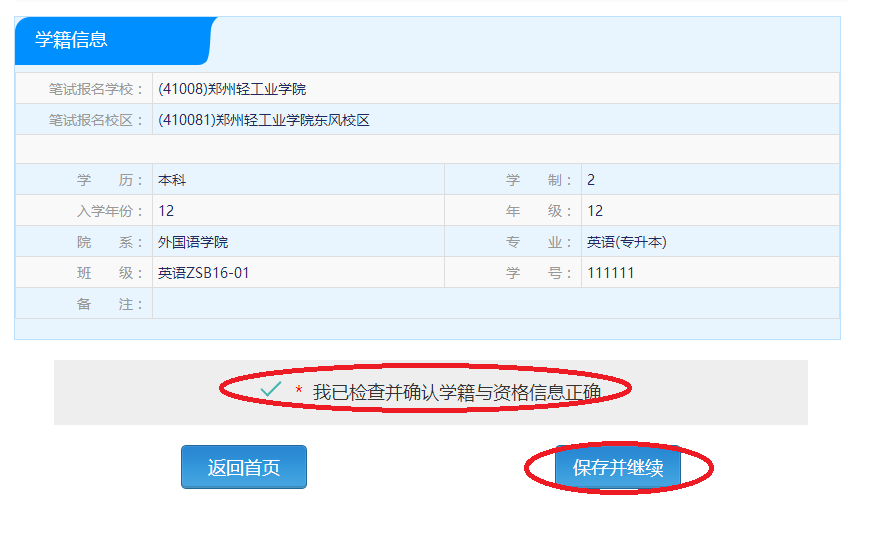 学籍信息
笔试报名学校： (41008)郑州轻工业学院
笔试报名校区： (410081)郑州轻工业学院东风校区
学 历： 本科 学 制： 2
入学年份： 12 年 级： 12
院 系： 外国语学院 专 业： 英语(专升本)
班 级： 英语ZSB16-01 学 号： 111111
备 注：
* 我已检查并确认学籍与资格信息正确
返回首页 保存并继续